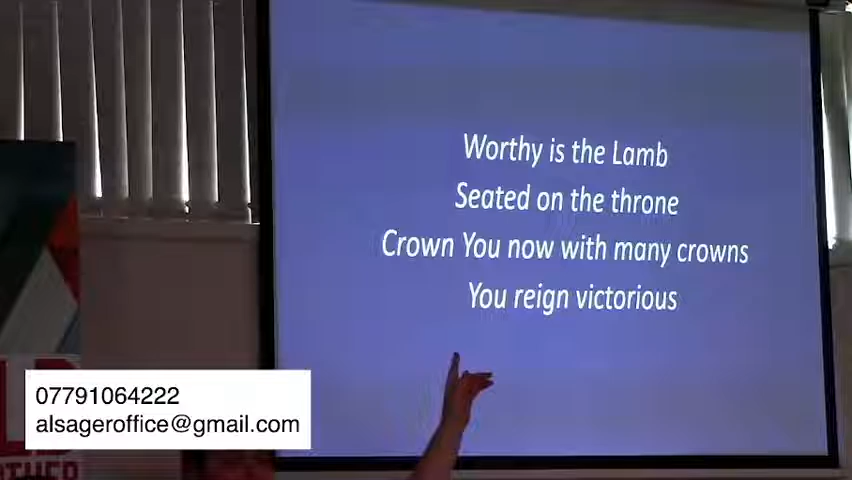 Worthy is the Lamb
Seated on the throne
Crown You now with many crowns
You reign victorious
07791064222
alsageroffice@gmail.com